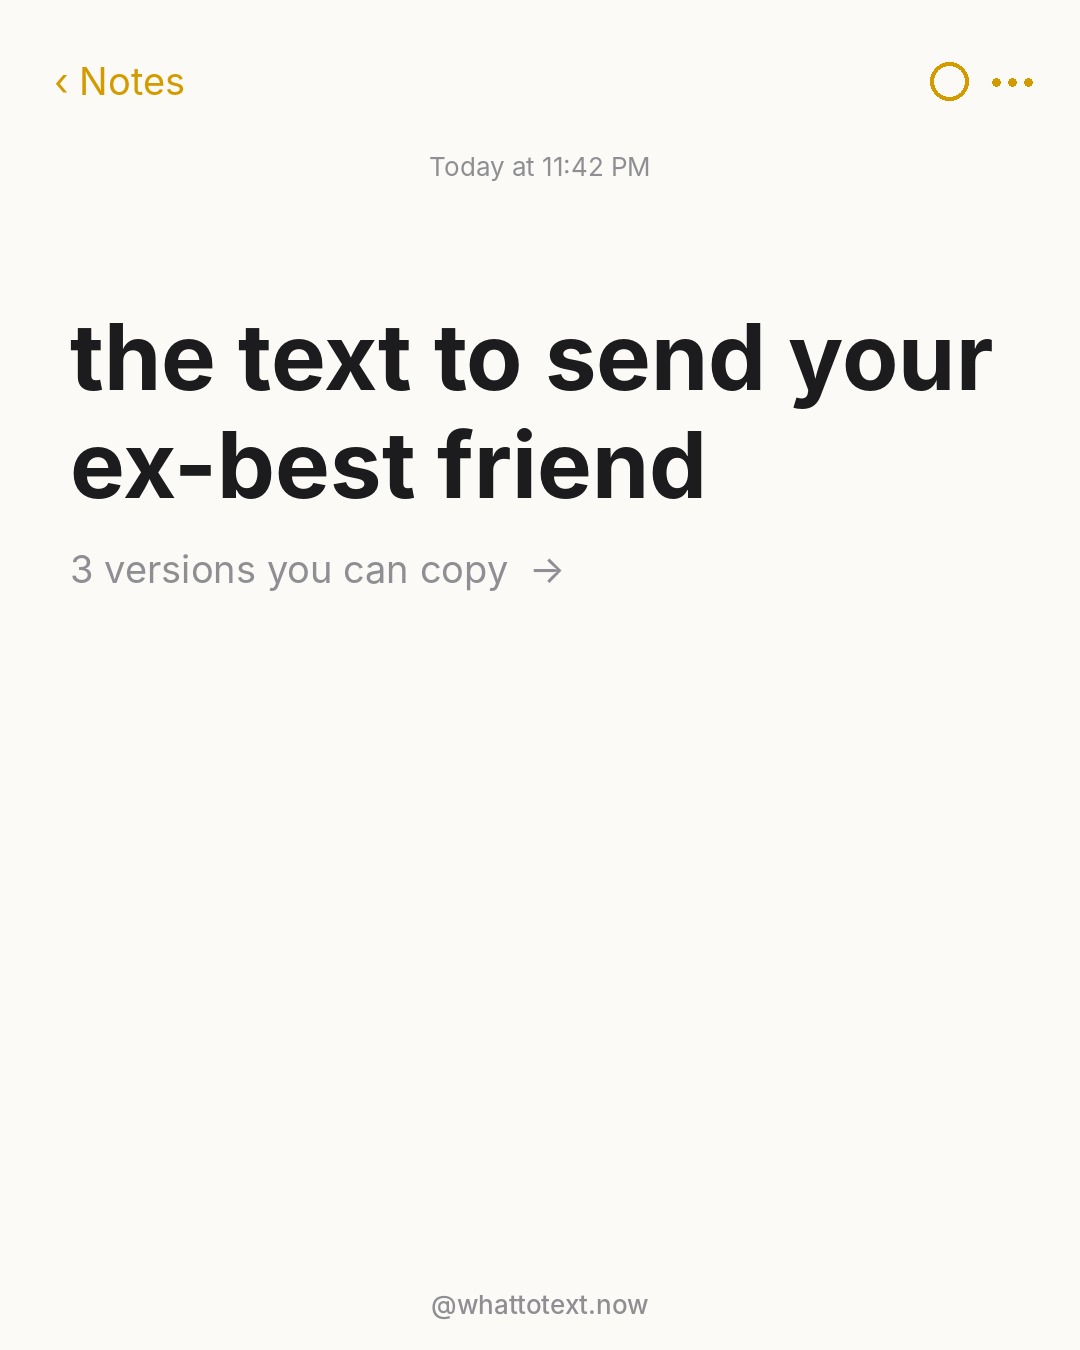 ‹ Notes
Today at 11:42 PM
the text to send your
ex-best friend
3 versions you can copy →
@whattotext.now